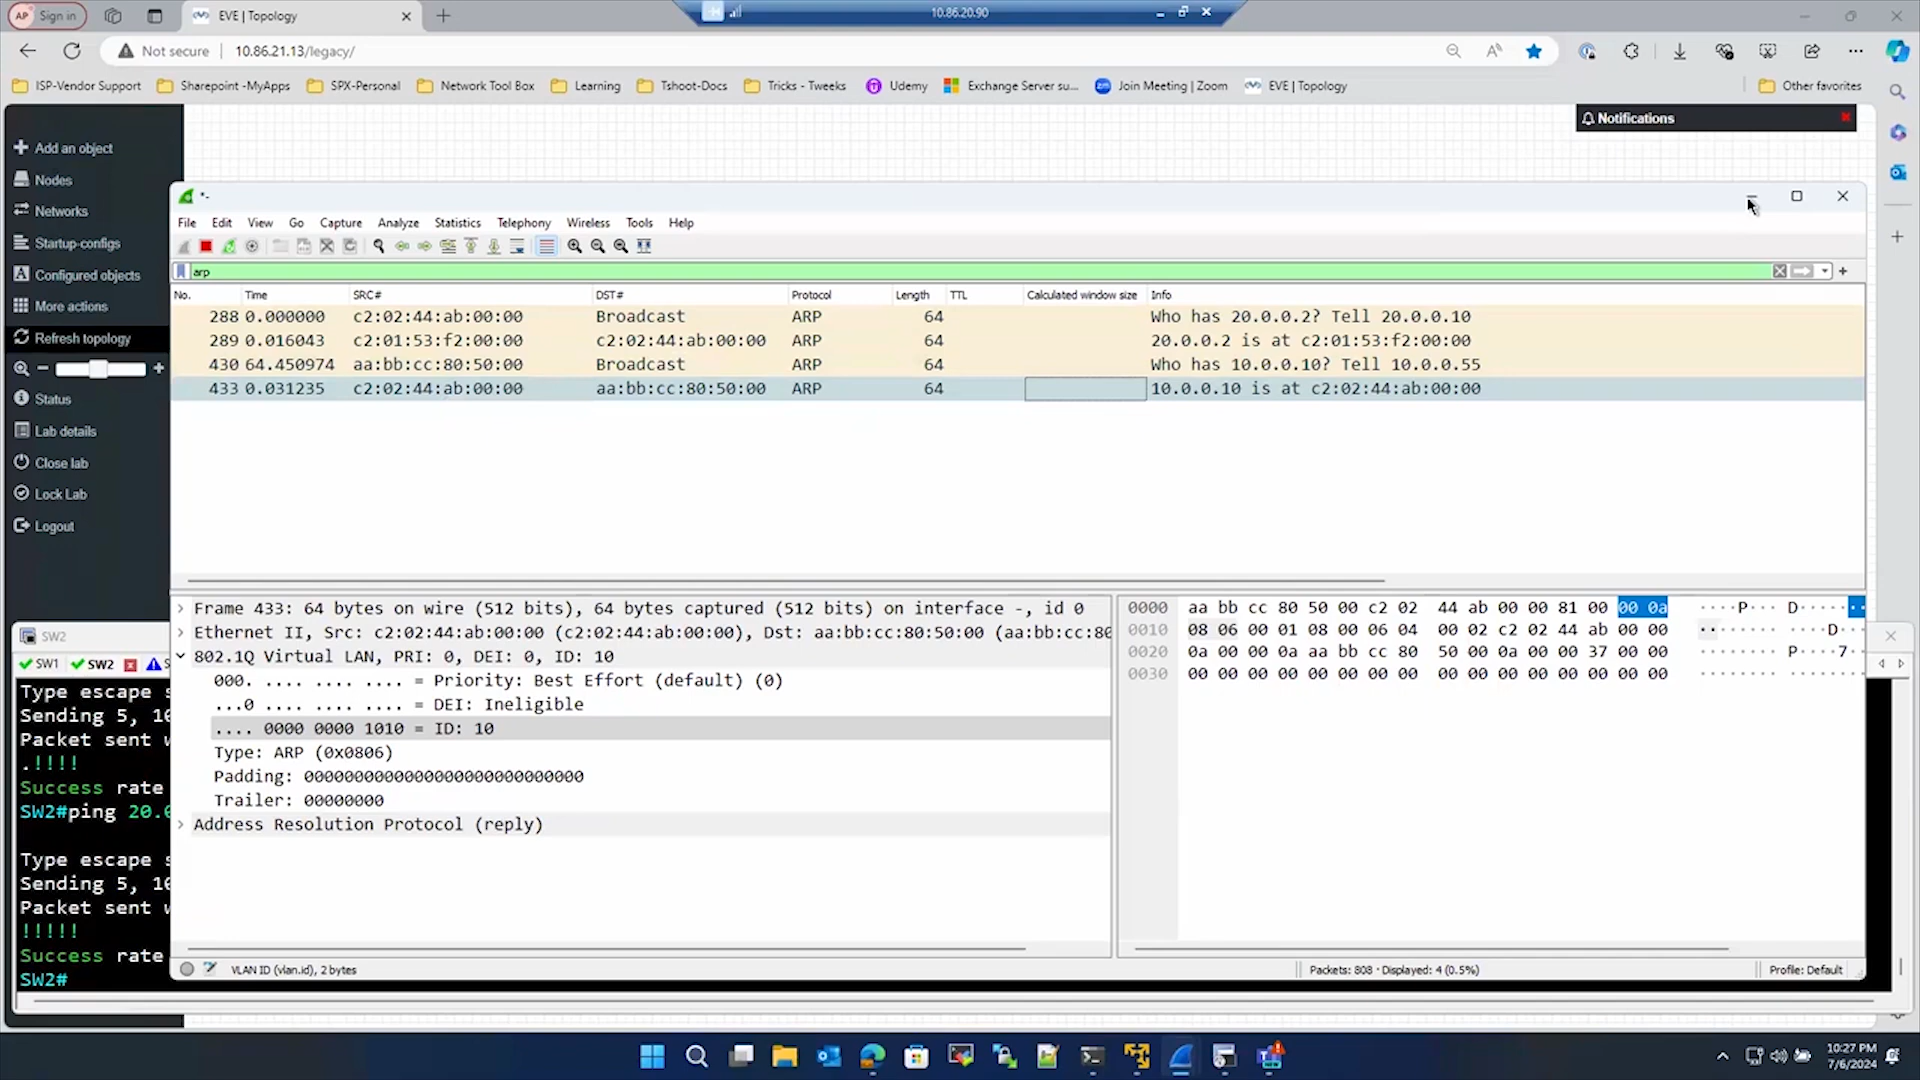 AP Sign in
EVE | Topology
10.86.20.90
Not secure
10.86.21.13/legacy/
ISP-Vendor Support
Sharepoint -MyApps
SPX-Personal
Network Tool Box
Learning
Tshoot-Docs
Tricks - Tweeks
Udemy
Exchange Server su...
Join Meeting | Zoom
EVE | Topology
Other favorites
Notifications
Add an object
Nodes
Networks
Startup-configs
Configured objects
More actions
Refresh topology
Status
Lab details
Close lab
Lock Lab
Logout
*-
File Edit View Go Capture Analyze Statistics Telephony Wireless Tools Help
arp
No. Time SRC# DST# Protocol Length TTL Calculated window size Info
288 0.000000 c2:02:44:ab:00:00 Broadcast ARP 64 Who has 20.0.0.2? Tell 20.0.0.10
289 0.016043 c2:01:53:f2:00:00 c2:02:44:ab:00:00 ARP 64 20.0.0.2 is at c2:01:53:f2:00:00
430 64.450974 aa:bb:cc:80:50:00 Broadcast ARP 64 Who has 10.0.0.10? Tell 10.0.0.55
433 0.031235 c2:02:44:ab:00:00 aa:bb:cc:80:50:00 ARP 64 10.0.0.10 is at c2:02:44:ab:00:00
Frame 433: 64 bytes on wire (512 bits), 64 bytes captured (512 bits) on interface -, id 0
Ethernet II, Src: c2:02:44:ab:00:00 (c2:02:44:ab:00:00), Dst: aa:bb:cc:80:50:00 (aa:bb:cc:80
802.1Q Virtual LAN, PRI: 0, DEI: 0, ID: 10
000. .... .... .... = Priority: Best Effort (default) (0)
...0 .... .... .... = DEI: Ineligible
.... 0000 0000 1010 = ID: 10
Type: ARP (0x0806)
Padding: 0000000000000000000000000000
Trailer: 00000000
Address Resolution Protocol (reply)
0000 aa bb cc 80 50 00 c2 02 44 ab 00 00 81 00 00 0a ····P··· D·······
0010 08 06 00 01 08 00 06 04 00 02 c2 02 44 ab 00 00 ········ ····D···
0020 0a 00 00 0a aa bb cc 80 50 00 0a 00 00 37 00 00 ········ P····7··
0030 00 00 00 00 00 00 00 00 00 00 00 00 00 00 00 00 ········ ········
VLAN ID (vlan.id), 2 bytes
Packets: 808 · Displayed: 4 (0.5%)
Profile: Default
SW2
SW1 SW2 S
Type escape s
Sending 5, 10
Packet sent w
.!!!!
Success rate
SW2#ping 20.0
Type escape s
Sending 5, 10
Packet sent w
!!!!!
Success rate
SW2#
10:27 PM
7/6/2024